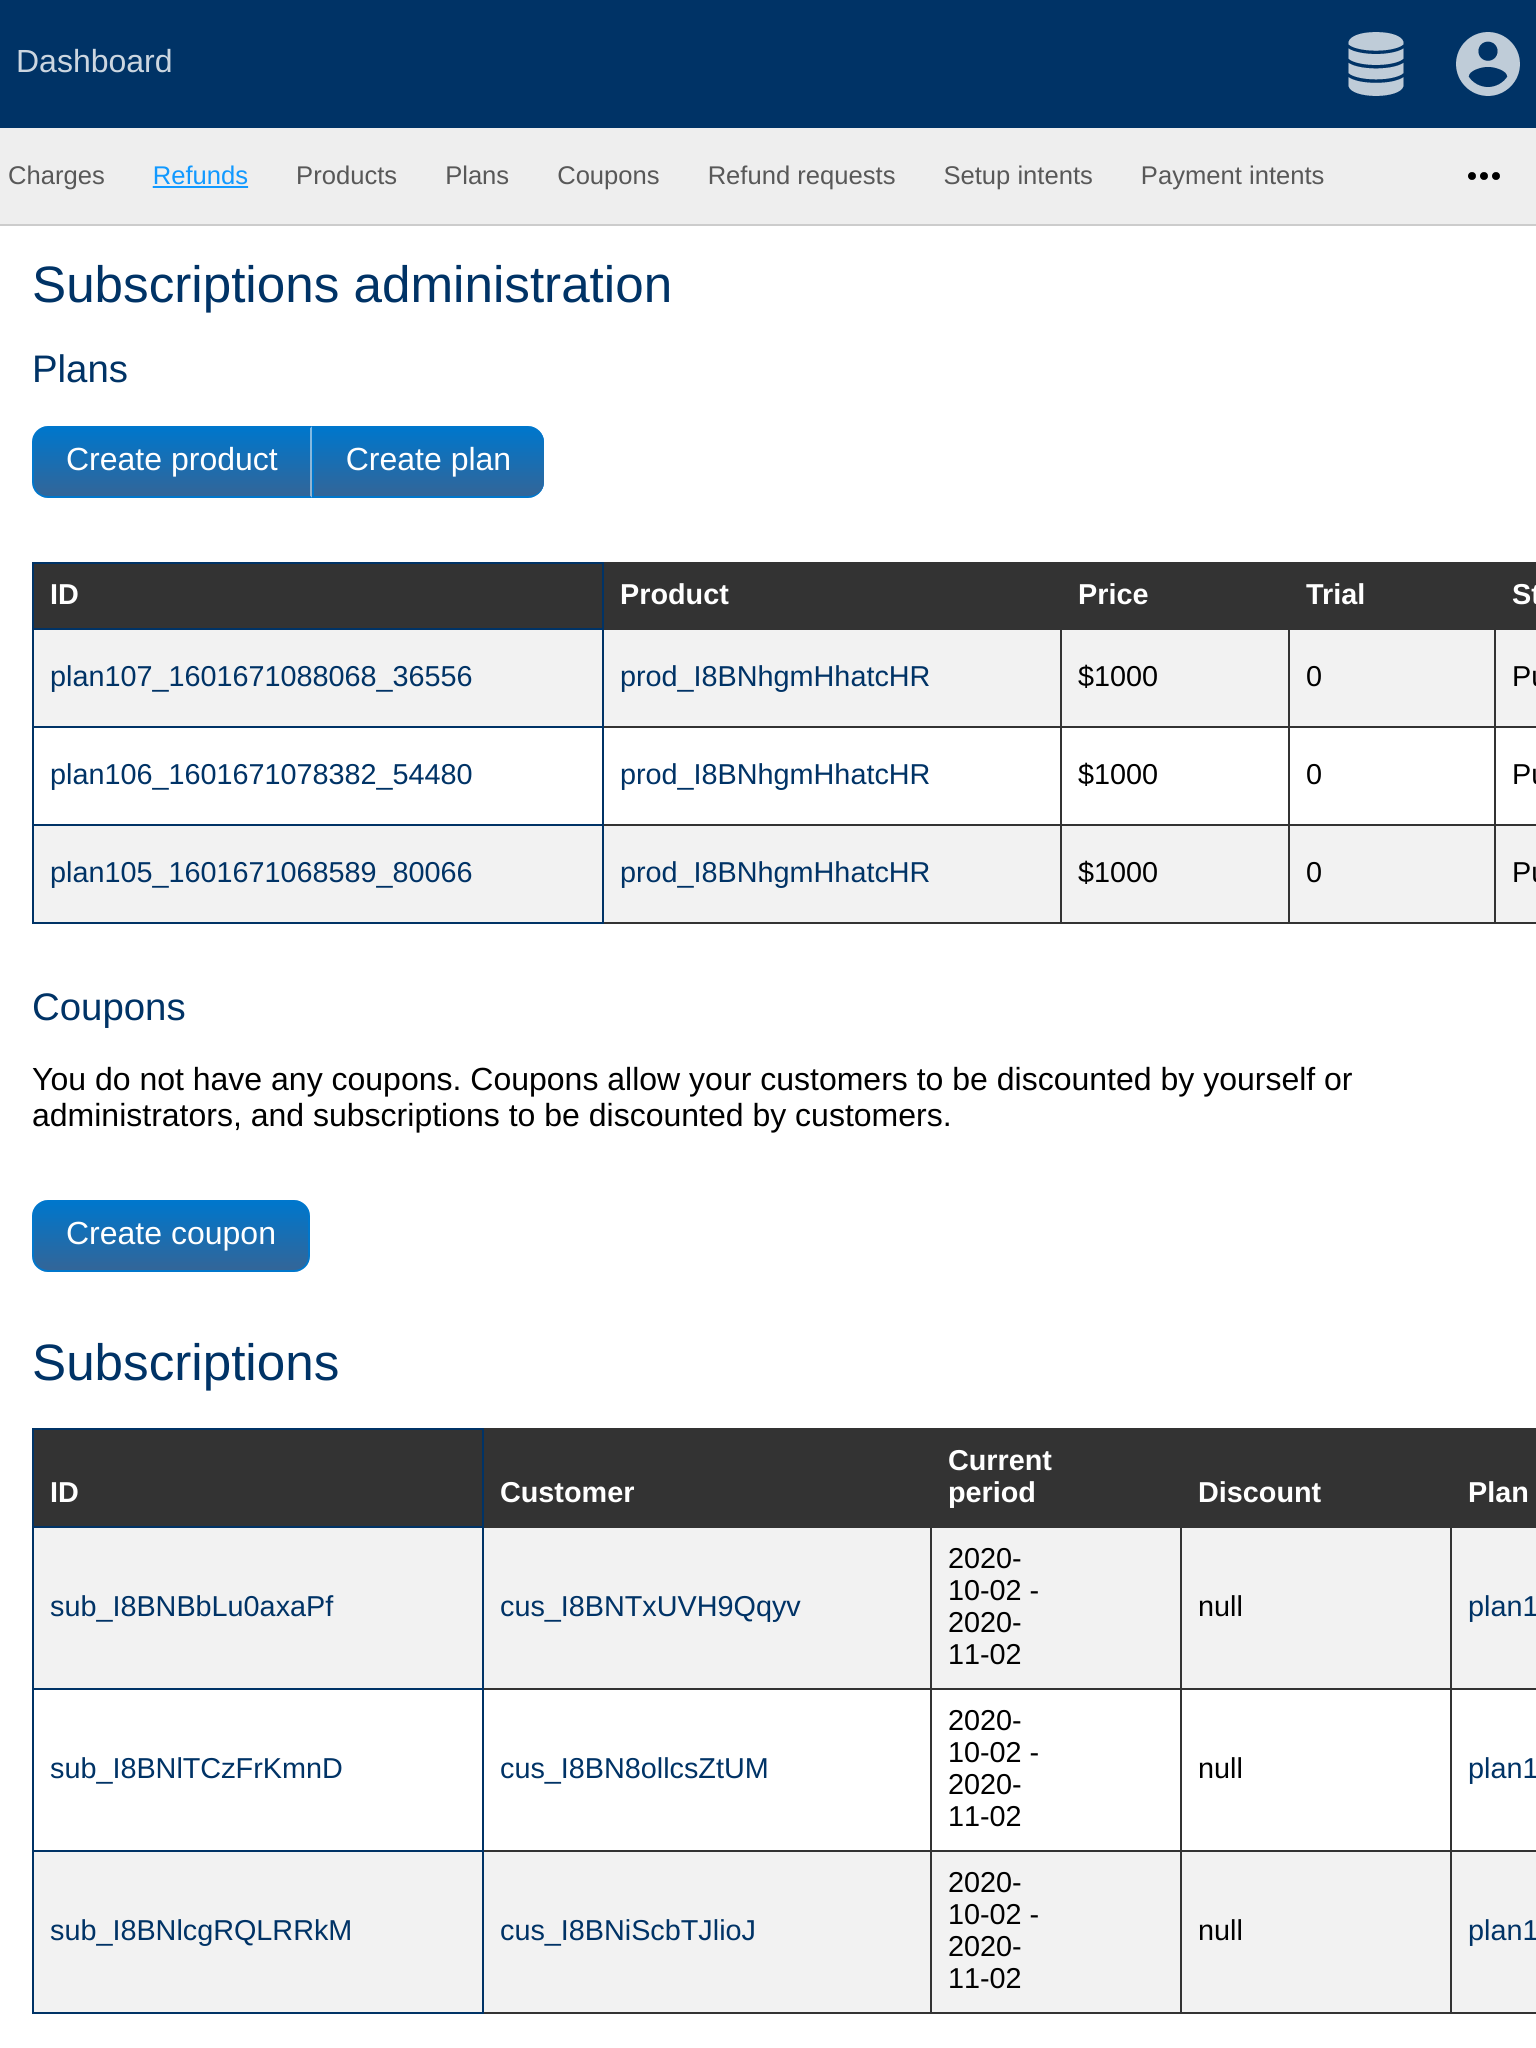 Dashboard
Charges Refunds Products Plans Coupons Refund requests Setup intents Payment intents
Subscriptions administration
Plans
Create product Create plan
ID Product Price Trial
plan107_1601671088068_36556 prod_I8BNhgmHhatcHR $1000 0
plan106_1601671078382_54480 prod_I8BNhgmHhatcHR $1000 0
plan105_1601671068589_80066 prod_I8BNhgmHhatcHR $1000 0
Coupons
You do not have any coupons. Coupons allow your customers to be discounted by yourself or
administrators, and subscriptions to be discounted by customers.
Create coupon
Subscriptions
ID Customer Current period Discount Plan
sub_I8BNBbLu0axaPf cus_I8BNTxUVH9Qqyv 2020-10-02 - 2020-11-02 null plan1
sub_I8BNlTCzFrKmnD cus_I8BN8ollcsZtUM 2020-10-02 - 2020-11-02 null plan1
sub_I8BNlcgRQLRRkM cus_I8BNiScbTJlioJ 2020-10-02 - 2020-11-02 null plan1